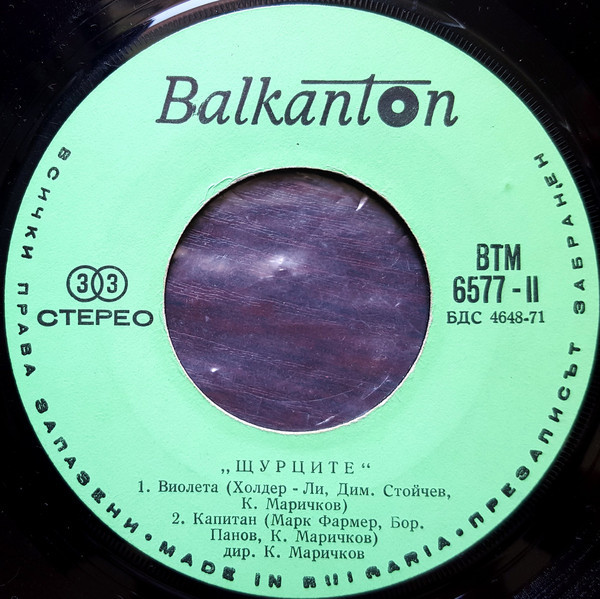 Balkanton
ВСИЧКИ ПРАВА ЗАПАЗЕНИ • MADE IN BULGARIA • ПРЕЗАПИСЪТ ЗАБРАНЕН
33
СТЕРЕО
ВТМ
6577 - II
БДС 4648-71
„ЩУРЦИТЕ“
1. Виолета (Холдер - Ли, Дим. Стойчев,
К. Маричков)
2. Капитан (Марк Фармер, Бор.
Панов, К. Маричков)
дир. К. Маричков